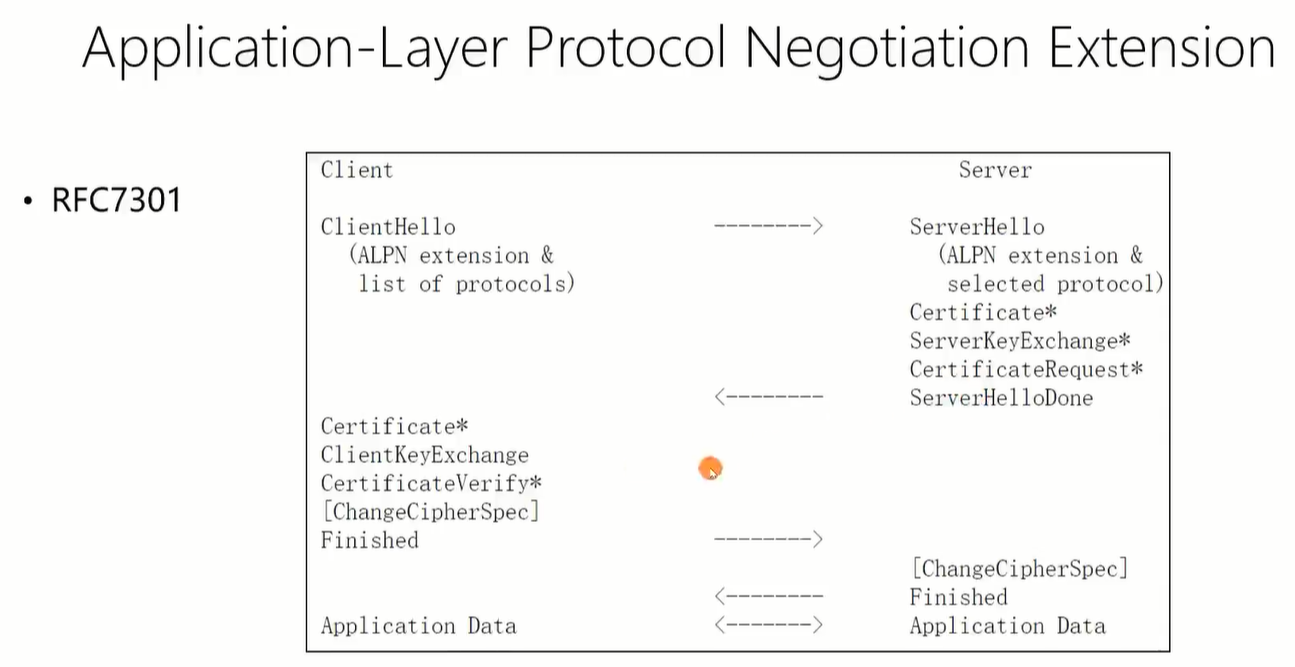 Application-Layer Protocol Negotiation Extension
• RFC7301
Client Server
ClientHello --------> ServerHello
(ALPN extension & (ALPN extension &
list of protocols) selected protocol)
Certificate*
ServerKeyExchange*
CertificateRequest*
<-------- ServerHelloDone
Certificate*
ClientKeyExchange
CertificateVerify*
[ChangeCipherSpec]
Finished -------->
[ChangeCipherSpec]
<-------- Finished
Application Data <-------> Application Data